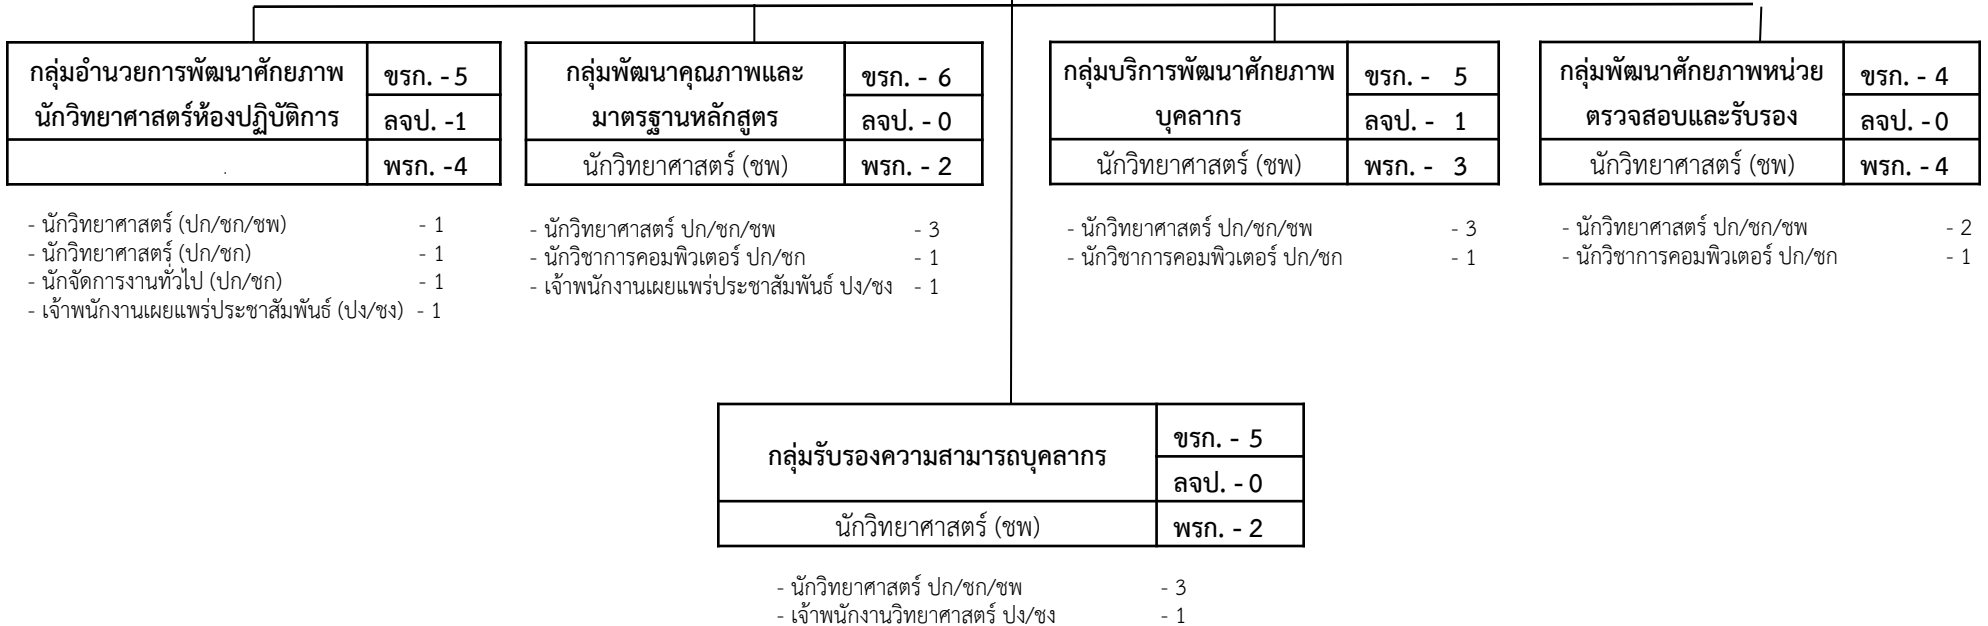 กลุ่มอำนวยการพัฒนาศักยภาพ
นักวิทยาศาสตร์ห้องปฏิบัติการ
.
ขรก. - 5
ลจป. -1
พรก. -4
- นักวิทยาศาสตร์ (ปก/ชก/ชพ) - 1
- นักวิทยาศาสตร์ (ปก/ชก) - 1
- นักจัดการงานทั่วไป (ปก/ชก) - 1
- เจ้าพนักงานเผยแพร่ประชาสัมพันธ์ (ปง/ชง) - 1
กลุ่มพัฒนาคุณภาพและ
มาตรฐานหลักสูตร
นักวิทยาศาสตร์ (ชพ)
ขรก. - 6
ลจป. - 0
พรก. - 2
- นักวิทยาศาสตร์ ปก/ชก/ชพ - 3
- นักวิชาการคอมพิวเตอร์ ปก/ชก - 1
- เจ้าพนักงานเผยแพร่ประชาสัมพันธ์ ปง/ชง - 1
กลุ่มบริการพัฒนาศักยภาพ
บุคลากร
นักวิทยาศาสตร์ (ชพ)
ขรก. - 5
ลจป. - 1
พรก. - 3
- นักวิทยาศาสตร์ ปก/ชก/ชพ - 3
- นักวิชาการคอมพิวเตอร์ ปก/ชก - 1
กลุ่มพัฒนาศักยภาพหน่วย
ตรวจสอบและรับรอง
นักวิทยาศาสตร์ (ชพ)
ขรก. - 4
ลจป. - 0
พรก. - 4
- นักวิทยาศาสตร์ ปก/ชก/ชพ - 2
- นักวิชาการคอมพิวเตอร์ ปก/ชก - 1
กลุ่มรับรองความสามารถบุคลากร
นักวิทยาศาสตร์ (ชพ)
ขรก. - 5
ลจป. - 0
พรก. - 2
- นักวิทยาศาสตร์ ปก/ชก/ชพ - 3
- เจ้าพนักงานวิทยาศาสตร์ ปง/ชง - 1